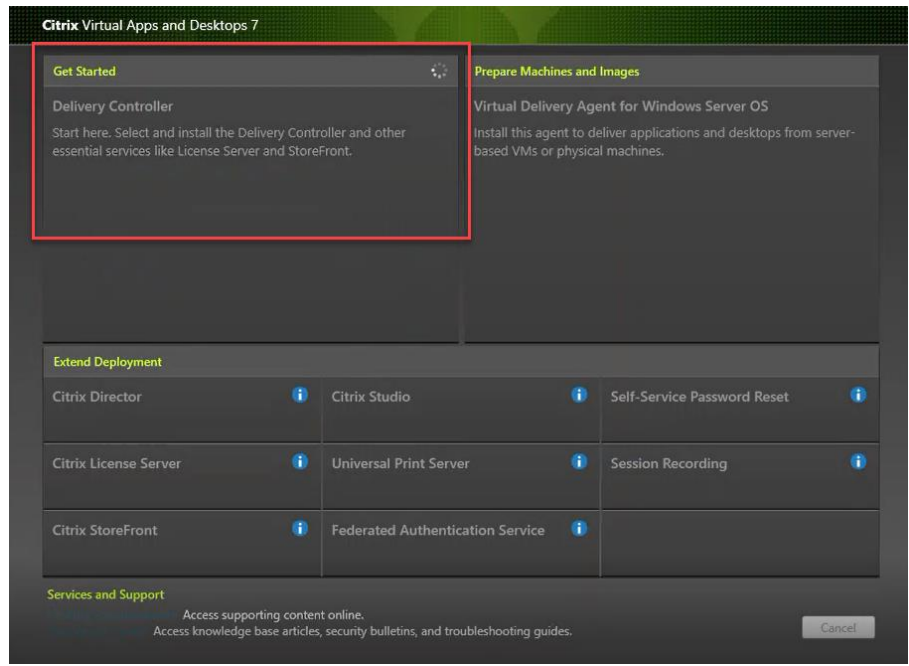 Citrix Virtual Apps and Desktops 7
Get Started
Delivery Controller
Start here. Select and install the Delivery Controller and other
essential services like License Server and StoreFront.
Prepare Machines and Images
Virtual Delivery Agent for Windows Server OS
Install this agent to deliver applications and desktops from server-
based VMs or physical machines.
Extend Deployment
Citrix Director
Citrix Studio
Self-Service Password Reset
Citrix License Server
Universal Print Server
Session Recording
Citrix StoreFront
Federated Authentication Service
Services and Support
Access supporting content online.
Access knowledge base articles, security bulletins, and troubleshooting guides.
Cancel